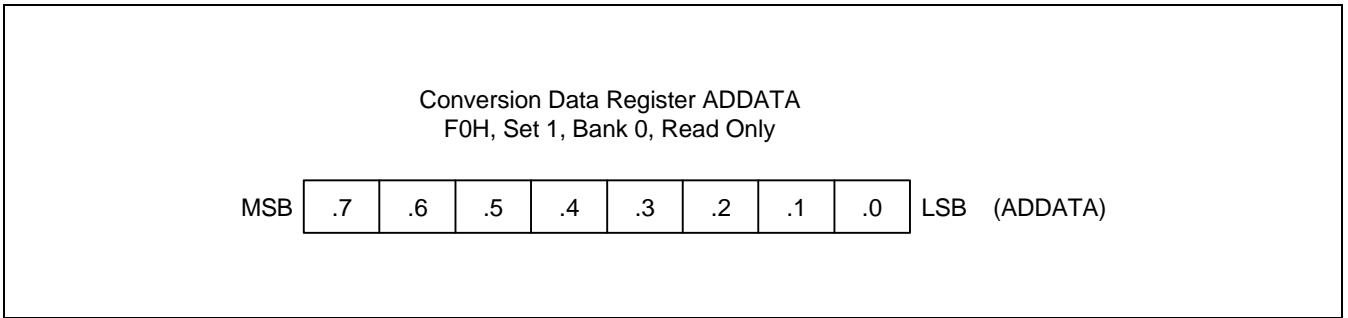 Conversion Data Register ADDATA
F0H, Set 1, Bank 0, Read Only
MSB .7 .6 .5 .4 .3 .2 .1 .0 LSB (ADDATA)